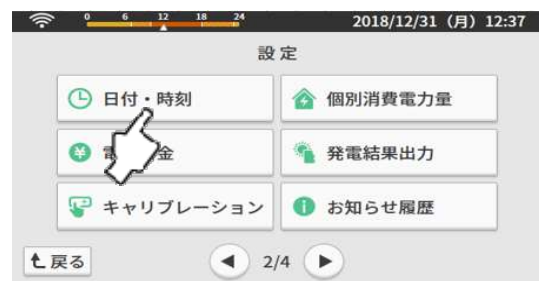 0 6 12 18 24 2018/12/31 (月) 12:37
設定
日付・時刻 個別消費電力量
金 発電結果出力
キャリブレーション お知らせ履歴
戻る 2/4